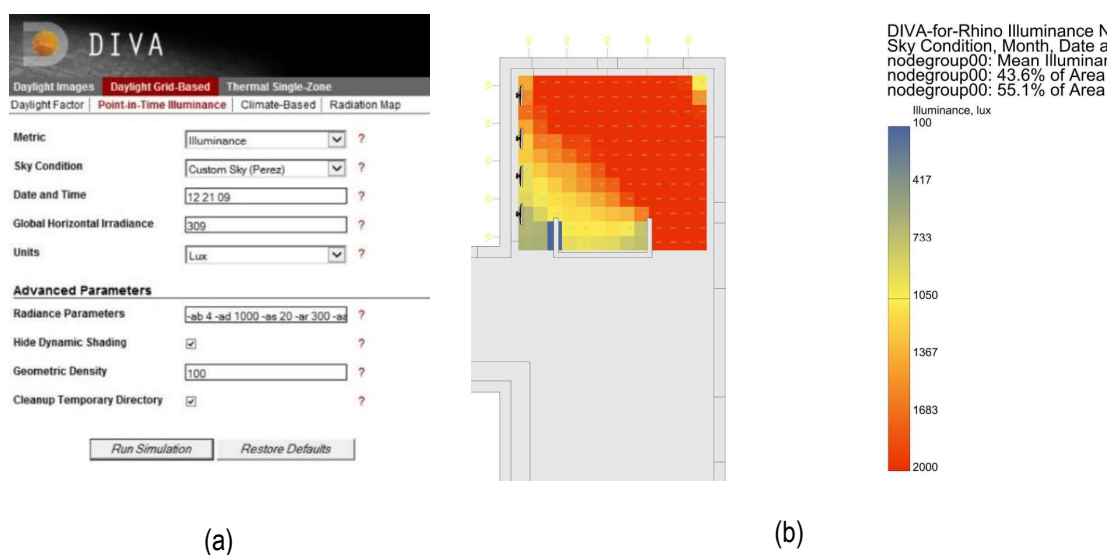 DIVA
Daylight Images Daylight Grid-Based Thermal Single-Zone
Daylight Factor Point-in-Time Illuminance Climate-Based Radiation Map
Metric Illuminance ?
Sky Condition Custom Sky (Perez) ?
Date and Time 12 21 09 ?
Global Horizontal Irradiance 309 ?
Units Lux ?
Advanced Parameters
Radiance Parameters -ab 4 -ad 1000 -as 20 -ar 300 -aa ?
Hide Dynamic Shading ?
Geometric Density 100 ?
Cleanup Temporary Directory ?
Run Simulation Restore Defaults
(a)
DIVA-for-Rhino Illuminance N
Sky Condition, Month, Date a
nodegroup00: Mean Illuminan
nodegroup00: 43.6% of Area
nodegroup00: 55.1% of Area
Illuminance, lux
100
417
733
1050
1367
1683
2000
(b)